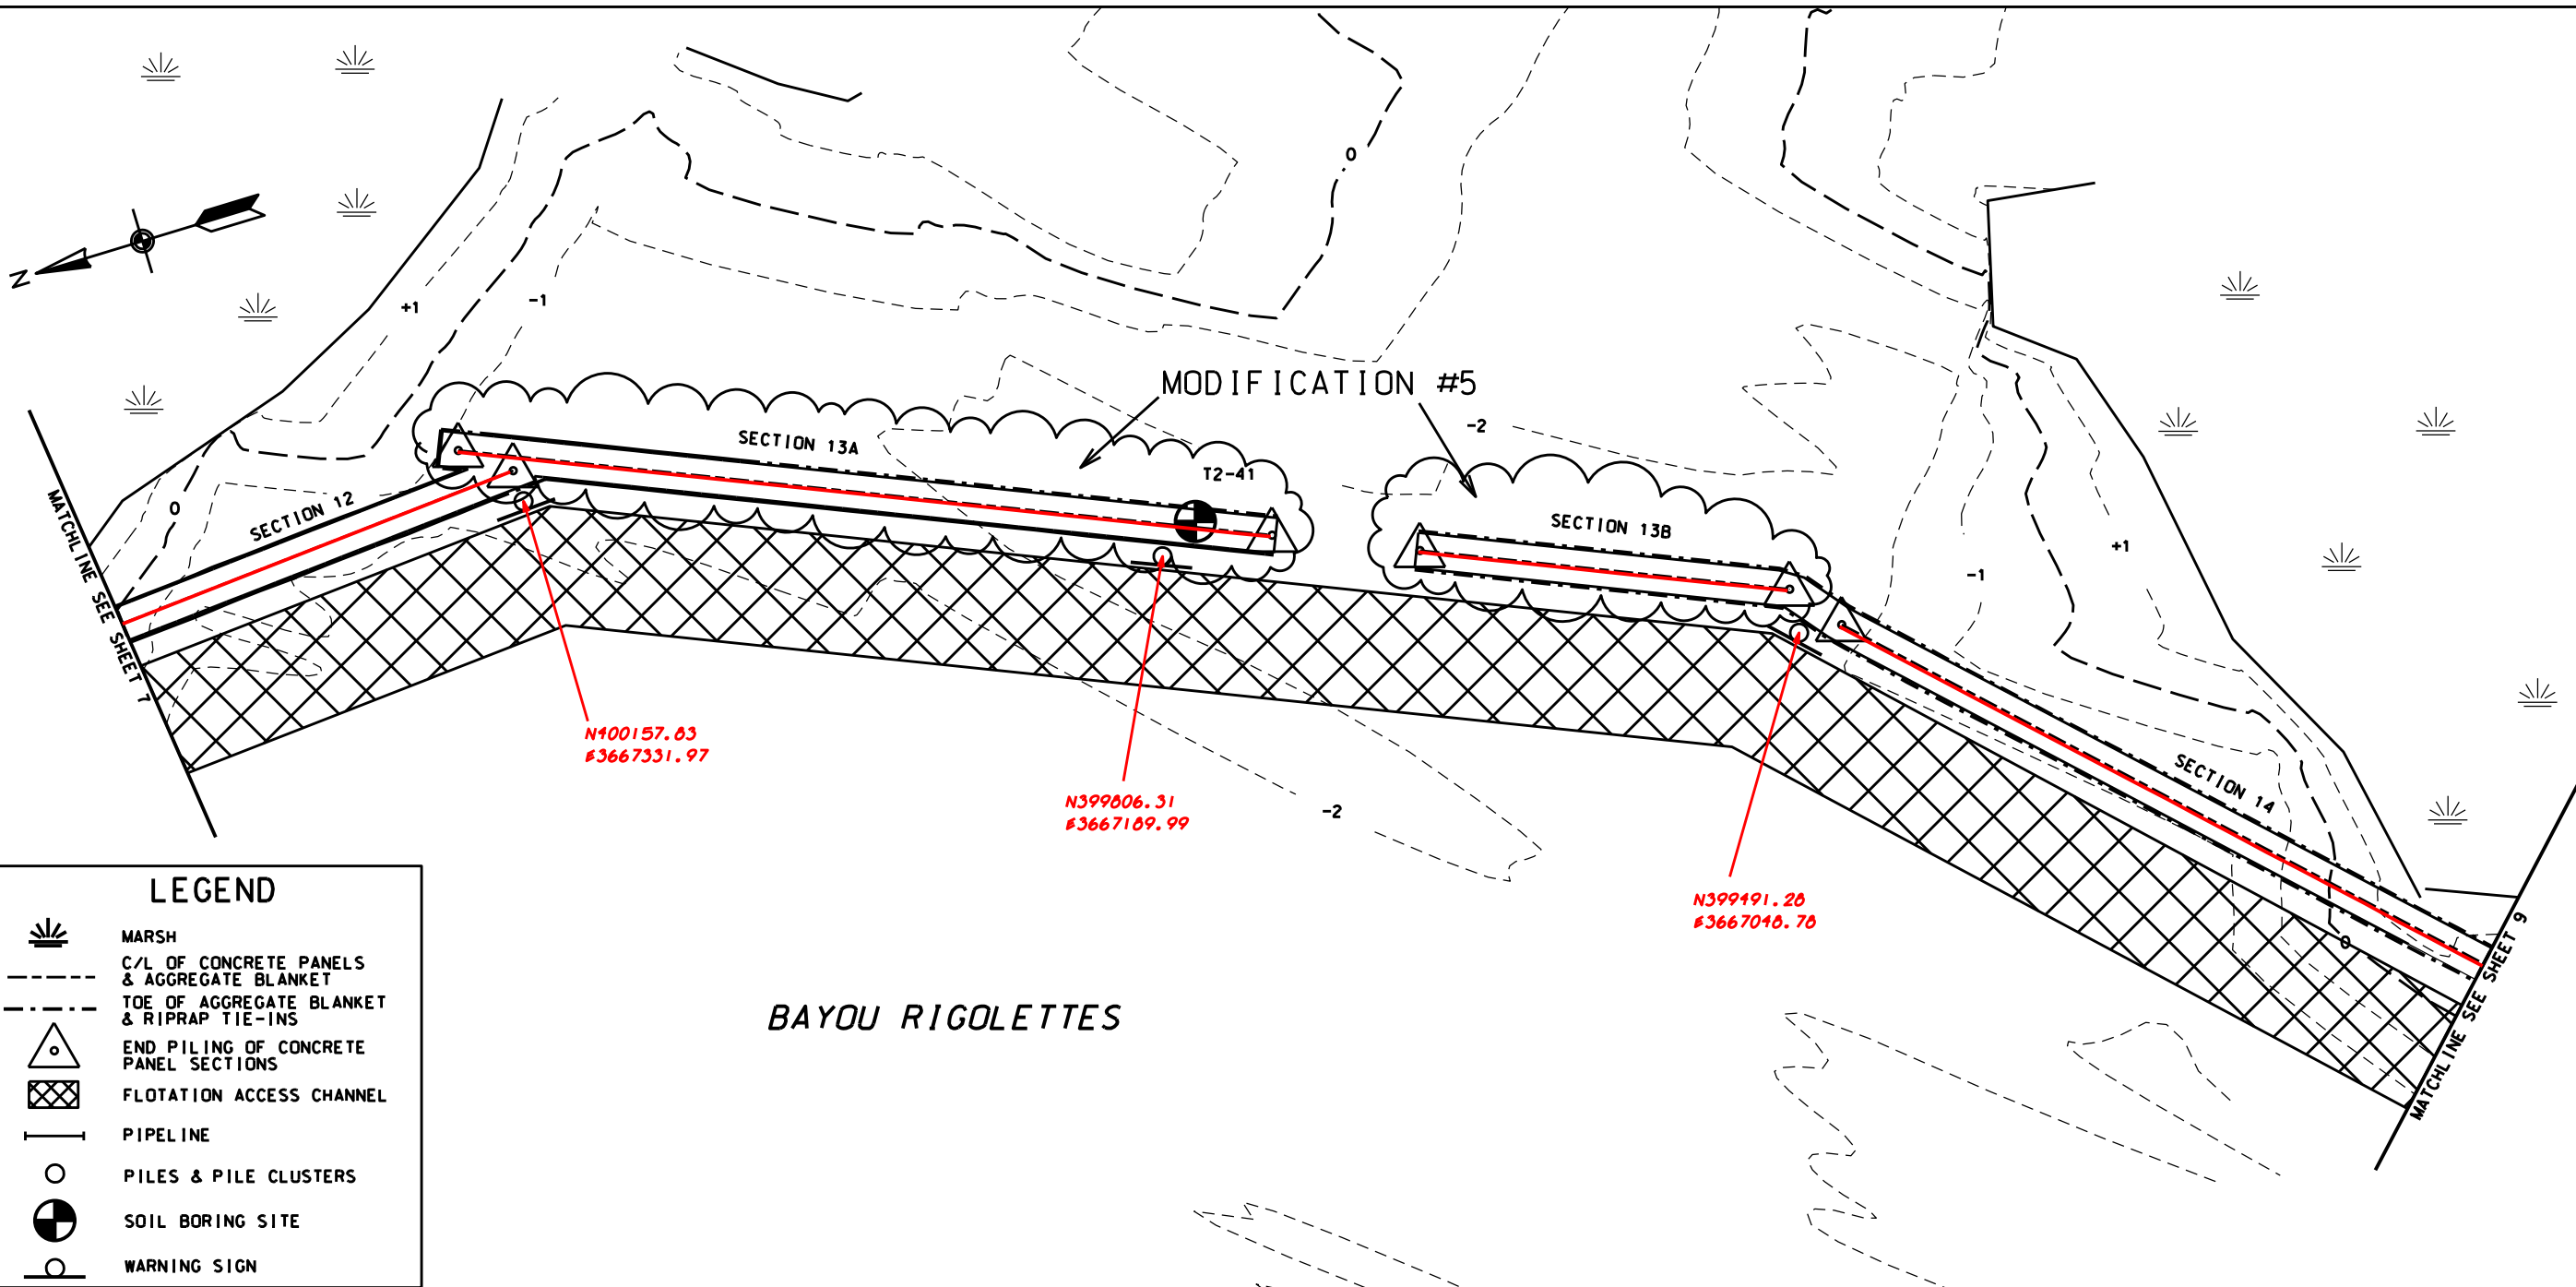 N
+1
-1
0
MODIFICATION #5
-2
SECTION 13A
T2-41
SECTION 12
0
SECTION 13B
+1
-1
MATCHLINE SEE SHEET 7
N400157.83
E3667331.97
N399806.31
E3667189.99
-2
SECTION 14
N399491.28
E3667048.78
0
MATCHLINE SEE SHEET 9
BAYOU RIGOLETTES
LEGEND
MARSH
C/L OF CONCRETE PANELS
& AGGREGATE BLANKET
TOE OF AGGREGATE BLANKET
& RIPRAP TIE-INS
END PILING OF CONCRETE
PANEL SECTIONS
FLOTATION ACCESS CHANNEL
PIPELINE
PILES & PILE CLUSTERS
SOIL BORING SITE
WARNING SIGN